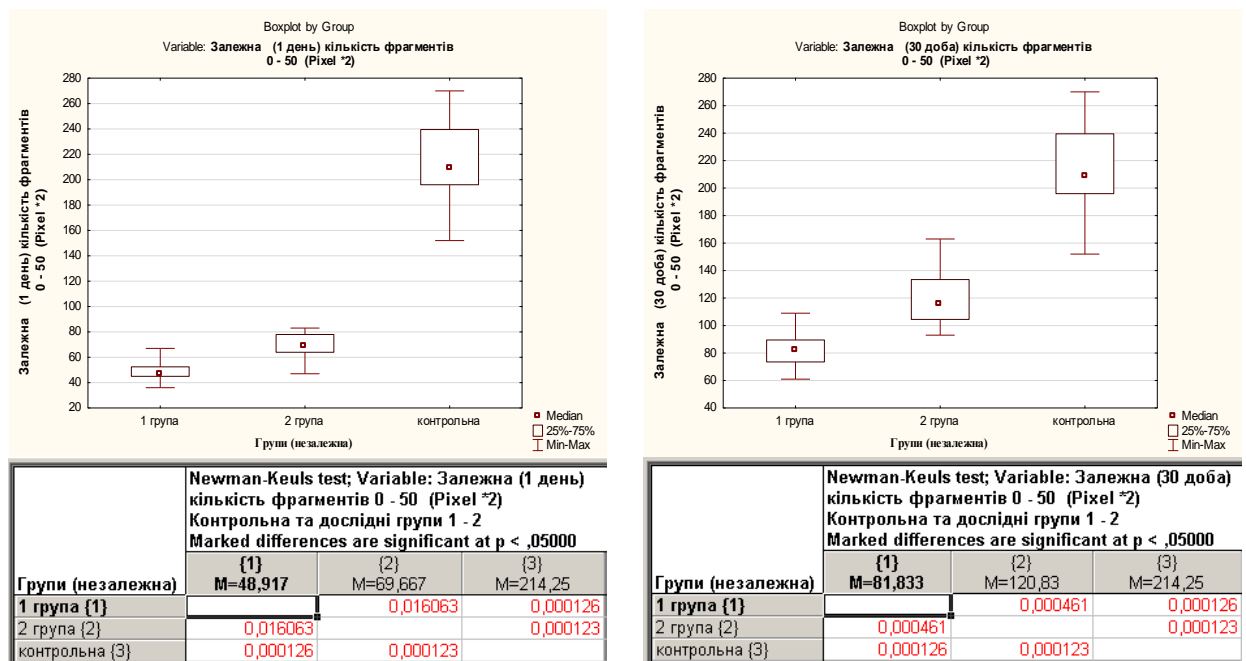 Boxplot by Group
Variable: Залежна (1 день) кількість фрагментів
0 - 50 (Pixel *2)
Залежна (1 день) кількість фрагментів
0 - 50 (Pixel *2)
280
260
240
220
200
180
160
140
120
100
80
60
40
20
1 група
2 група
контрольна
Групи (незалежна)
Median
25%-75%
Min-Max
Newman-Keuls test; Variable: Залежна (1 день)
кількість фрагментів 0 - 50 (Pixel *2)
Контрольна та дослідні групи 1 - 2
Marked differences are significant at p < ,05000
{1} {2} {3}
Групи (незалежна) M=48,917 M=69,667 M=214,25
1 група {1} 0,016063 0,000126
2 група {2} 0,016063 0,000123
контрольна {3} 0,000126 0,000123
Boxplot by Group
Variable: Залежна (30 доба) кількість фрагментів
0 - 50 (Pixel *2)
Залежна (30 доба) кількість фрагментів
0 - 50 (Pixel *2)
280
260
240
220
200
180
160
140
120
100
80
60
40
1 група
2 група
контрольна
Групи (незалежна)
Median
25%-75%
Min-Max
Newman-Keuls test; Variable: Залежна (30 доба)
кількість фрагментів 0 - 50 (Pixel *2)
Контрольна та дослідні групи 1 - 2
Marked differences are significant at p < ,05000
{1} {2} {3}
Групи (незалежна) M=81,833 M=120,83 M=214,25
1 група {1} 0,000461 0,000126
2 група {2} 0,000461 0,000123
контрольна {3} 0,000126 0,000123